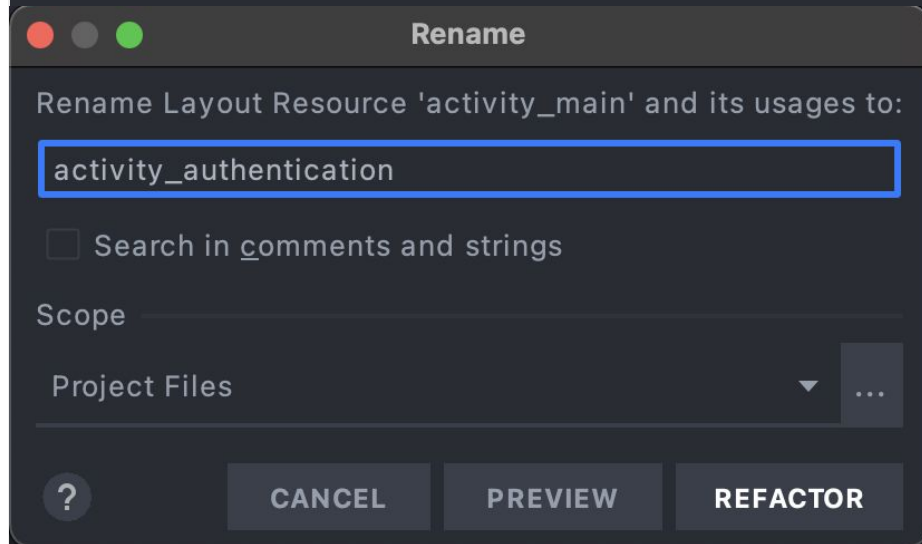 Rename
Rename Layout Resource 'activity_main' and its usages to:
activity_authentication
Search in comments and strings
Scope
Project Files
...
?
CANCEL
PREVIEW
REFACTOR